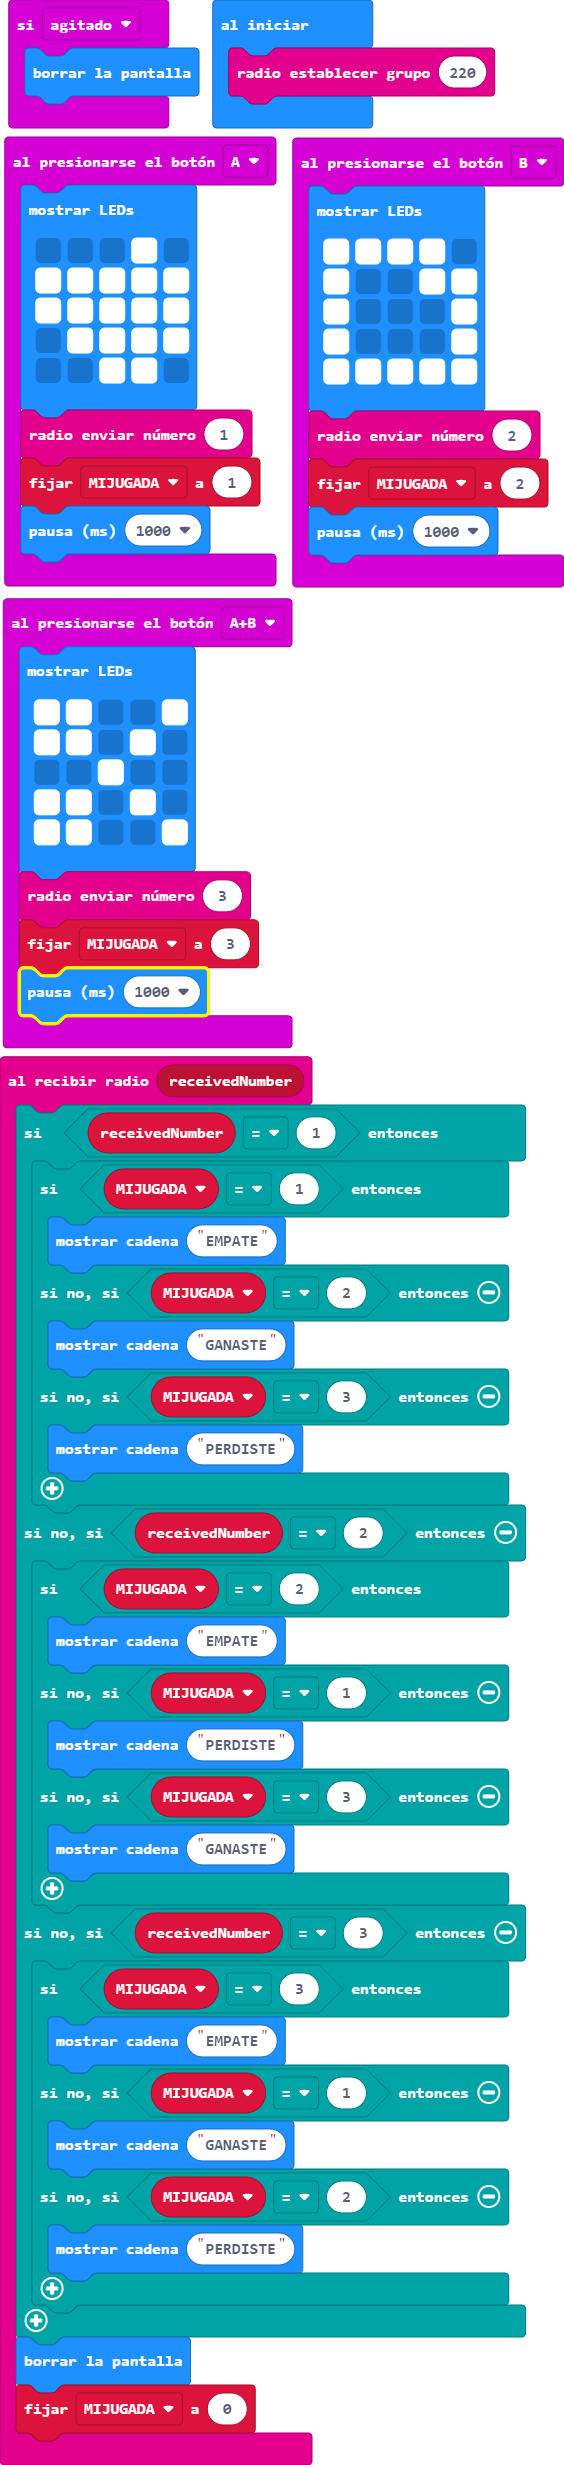 si agitado
borrar la pantalla
al iniciar
radio establecer grupo 220
al presionarse el botón A
mostrar LEDs
radio enviar número 1
fijar MIJUGADA a 1
pausa (ms) 1000
al presionarse el botón B
mostrar LEDs
radio enviar número 2
fijar MIJUGADA a 2
pausa (ms) 1000
al presionarse el botón A+B
mostrar LEDs
radio enviar número 3
fijar MIJUGADA a 3
pausa (ms) 1000
al recibir radio receivedNumber
si receivedNumber = 1 entonces
si MIJUGADA = 1 entonces
mostrar cadena "EMPATE"
si no, si MIJUGADA = 2 entonces
mostrar cadena "GANASTE"
si no, si MIJUGADA = 3 entonces
mostrar cadena "PERDISTE"
si no, si receivedNumber = 2 entonces
si MIJUGADA = 2 entonces
mostrar cadena "EMPATE"
si no, si MIJUGADA = 1 entonces
mostrar cadena "PERDISTE"
si no, si MIJUGADA = 3 entonces
mostrar cadena "GANASTE"
si no, si receivedNumber = 3 entonces
si MIJUGADA = 3 entonces
mostrar cadena "EMPATE"
si no, si MIJUGADA = 1 entonces
mostrar cadena "GANASTE"
si no, si MIJUGADA = 2 entonces
mostrar cadena "PERDISTE"
borrar la pantalla
fijar MIJUGADA a 0